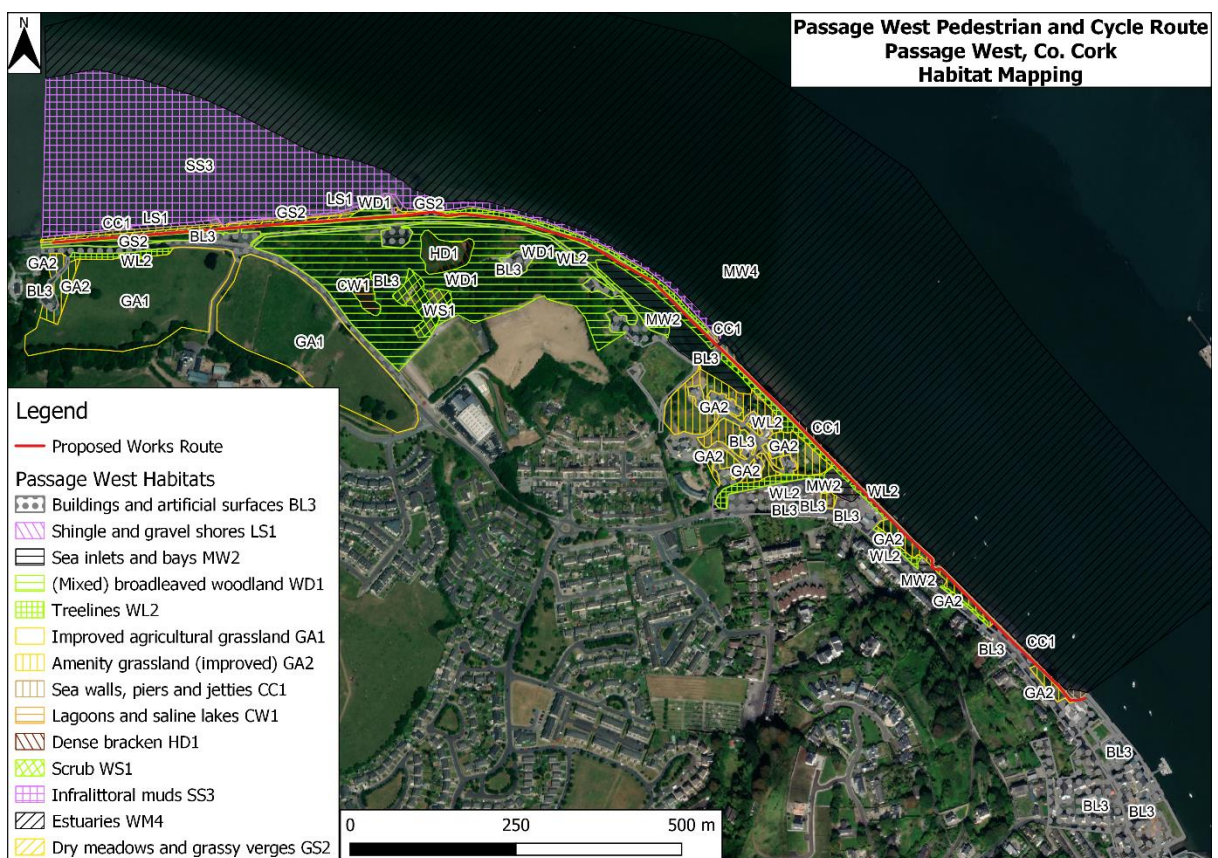 N
Passage West Pedestrian and Cycle Route
Passage West, Co. Cork
Habitat Mapping
SS3
LS1
WD1
GS2
CC1
LS1
GS2
GS2
BL3
GA2
WL2
HD1
WD1
WL2
BL3
GA2
BL3
GA1
CW1
BL3
WD1
WS1
MW4
MW2
CC1
GA1
BL3
GA2
WL2
CC1
BL3
GA2
GA2
GA2
WL2
MW2
WL2
BL3
BL3
BL3
GA2
WL2
MW2
GA2
BL3
CC1
GA2
BL3
BL3
BL3
Legend
Proposed Works Route
Passage West Habitats
Buildings and artificial surfaces BL3
Shingle and gravel shores LS1
Sea inlets and bays MW2
(Mixed) broadleaved woodland WD1
Treelines WL2
Improved agricultural grassland GA1
Amenity grassland (improved) GA2
Sea walls, piers and jetties CC1
Lagoons and saline lakes CW1
Dense bracken HD1
Scrub WS1
Infralittoral muds SS3
Estuaries WM4
Dry meadows and grassy verges GS2
0 250 500 m